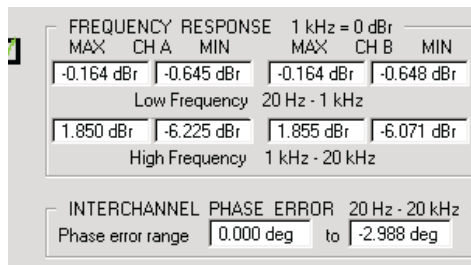 FREQUENCY RESPONSE 1 kHz = 0 dBr
MAX CH A MIN MAX CH B MIN
-0.164 dBr -0.645 dBr -0.164 dBr -0.648 dBr
Low Frequency 20 Hz - 1 kHz
1.850 dBr -6.225 dBr 1.855 dBr -6.071 dBr
High Frequency 1 kHz - 20 kHz
INTERCHANNEL PHASE ERROR 20 Hz - 20 kHz
Phase error range 0.000 deg to -2.988 deg